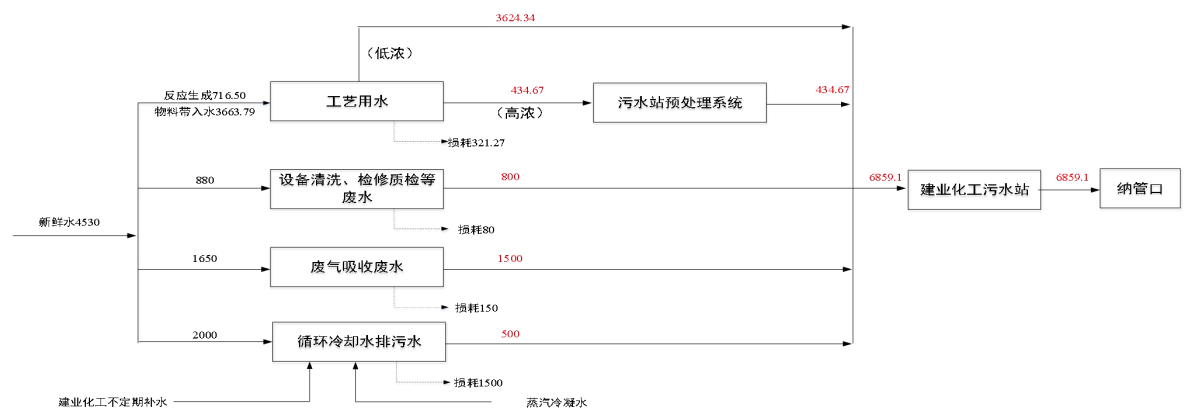 3624.34
（低浓）
反应生成716.50
物料带入水3663.79
工艺用水
434.67
（高浓）
污水站预处理系统
434.67
损耗321.27
880
设备清洗、检修质检等
废水
800
6859.1
建业化工污水站
6859.1
纳管口
新鲜水4530
损耗80
1650
废气吸收废水
1500
损耗150
2000
循环冷却水排污水
500
损耗1500
建业化工不定期补水
蒸汽冷凝水